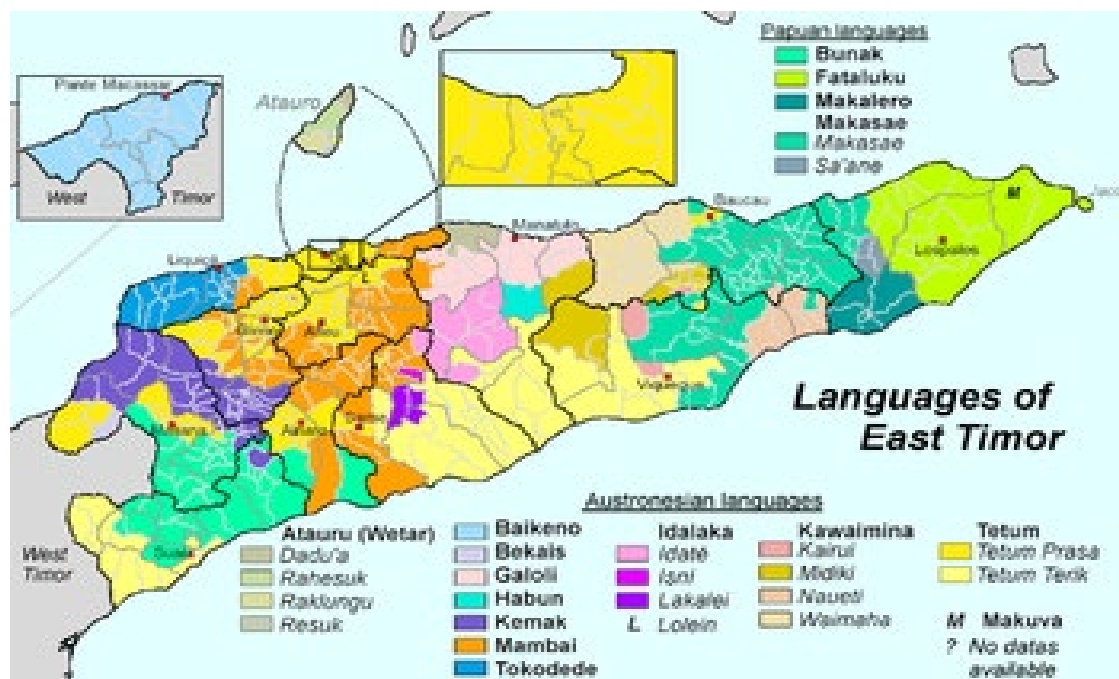 Papuan languages
Bunak
Fataluku
Makalero
Makasae
Makasae
Sa'ane
Pante Macassar
West Timor
Atauro
Manatuto
Baucau
Liquiçá
Lospalos
Viqueque
Ainaro
Languages of
East Timor
West
Timor
Austronesian languages
Atauru (Wetar)
Dadu'a
Rahesuk
Raklungu
Resuk
Baikeno
Bekais
Galoli
Habun
Kemak
Mambai
Tokodede
Idalaka
Idaté
Isni
Lakalei
L Lolein
Kawaimina
Kairui
Midiki
Naueti
Waimaha
Tetum
Tetum Prasa
Tetum Terik
M Makuva
? No datas
available
M
L